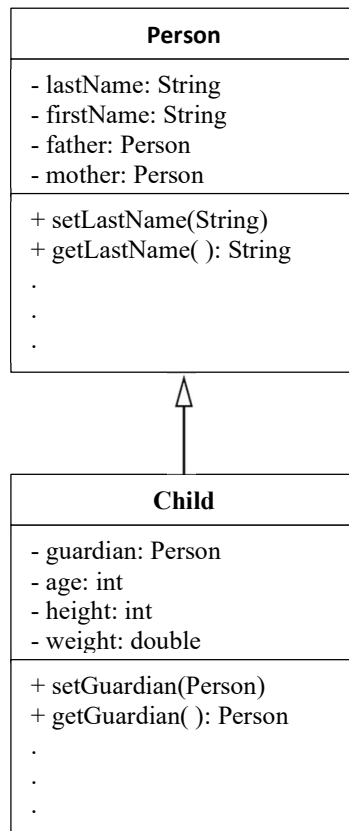 Person
- lastName: String
- firstName: String
- father: Person
- mother: Person
+ setLastName(String)
+ getLastName( ): String
.
.
.
Child
- guardian: Person
- age: int
- height: int
- weight: double
+ setGuardian(Person)
+ getGuardian( ): Person
.
.
.